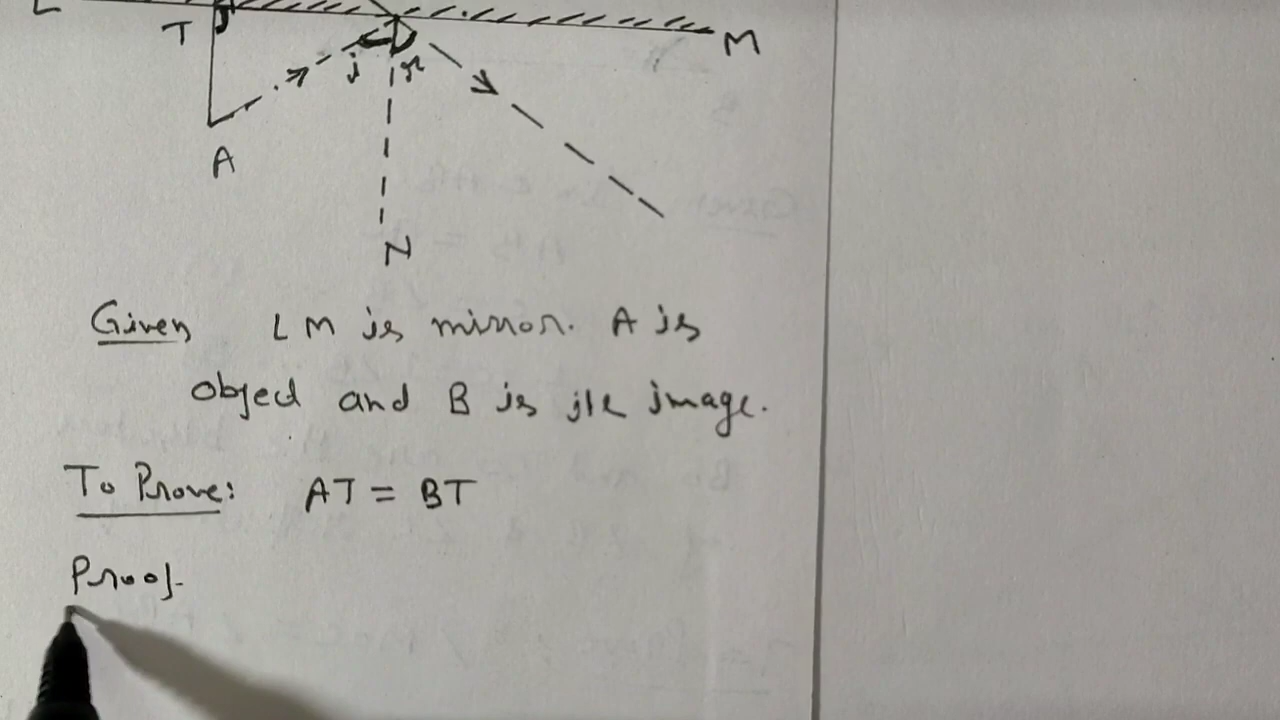 L
T
M
i r
A
N
Given LM is mirror. A is
object and B is its image.
To Prove: AT = BT
Proof